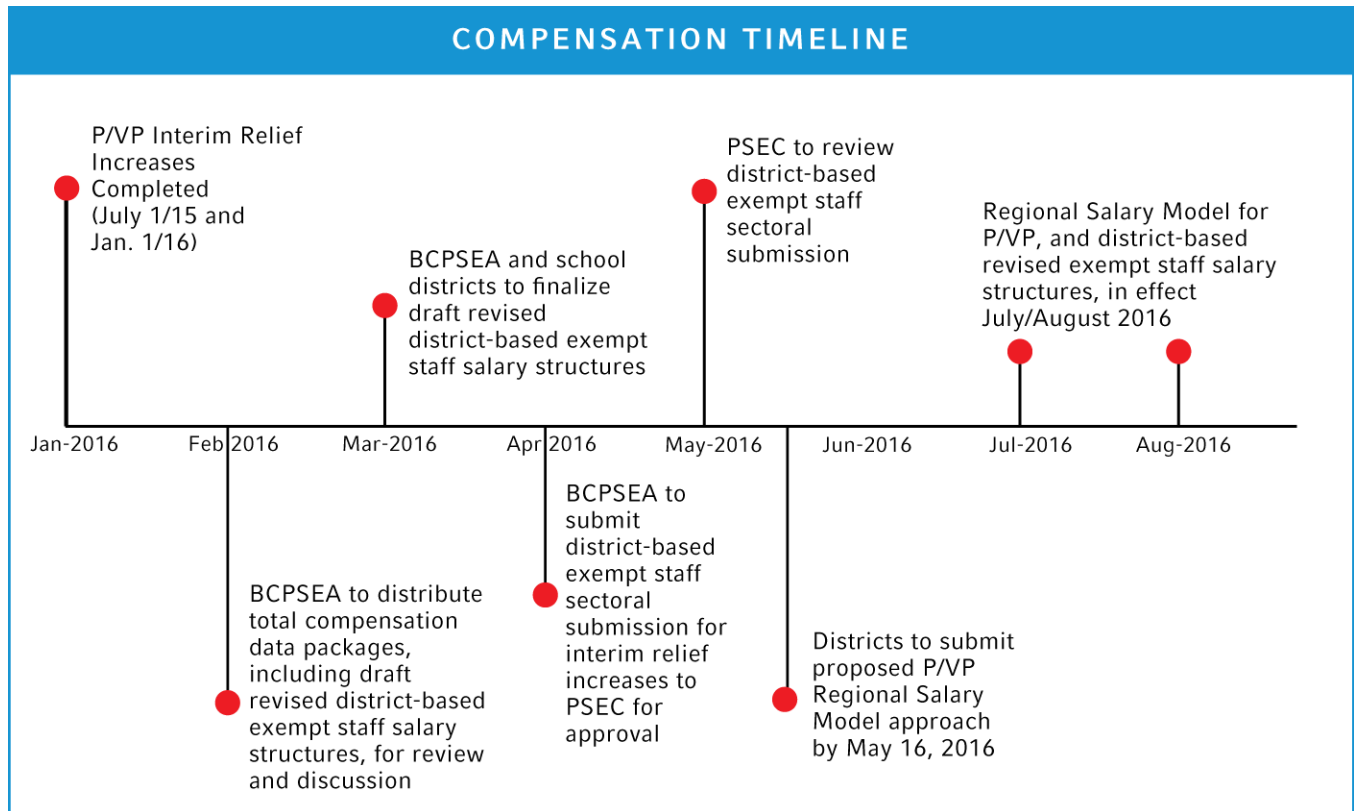 COMPENSATION TIMELINE
P/VP Interim Relief
Increases
Completed
(July 1/15 and
Jan. 1/16)
BCPSEA and school
districts to finalize
draft revised
district-based exempt
staff salary structures
PSEC to review
district-based
exempt staff
sectoral
submission
Regional Salary Model for
P/VP, and district-based
revised exempt staff salary
structures, in effect
July/August 2016
Jan-2016
Feb 2016
Mar-2016
Apr 2016
May-2016
Jun-2016
Jul-2016
Aug-2016
BCPSEA to distribute
total compensation
data packages,
including draft
revised district-based
exempt staff salary
structures, for review
and discussion
BCPSEA to
submit
district-based
exempt staff
sectoral
submission for
interim relief
increases to
PSEC for
approval
Districts to submit
proposed P/VP
Regional Salary
Model approach
by May 16, 2016